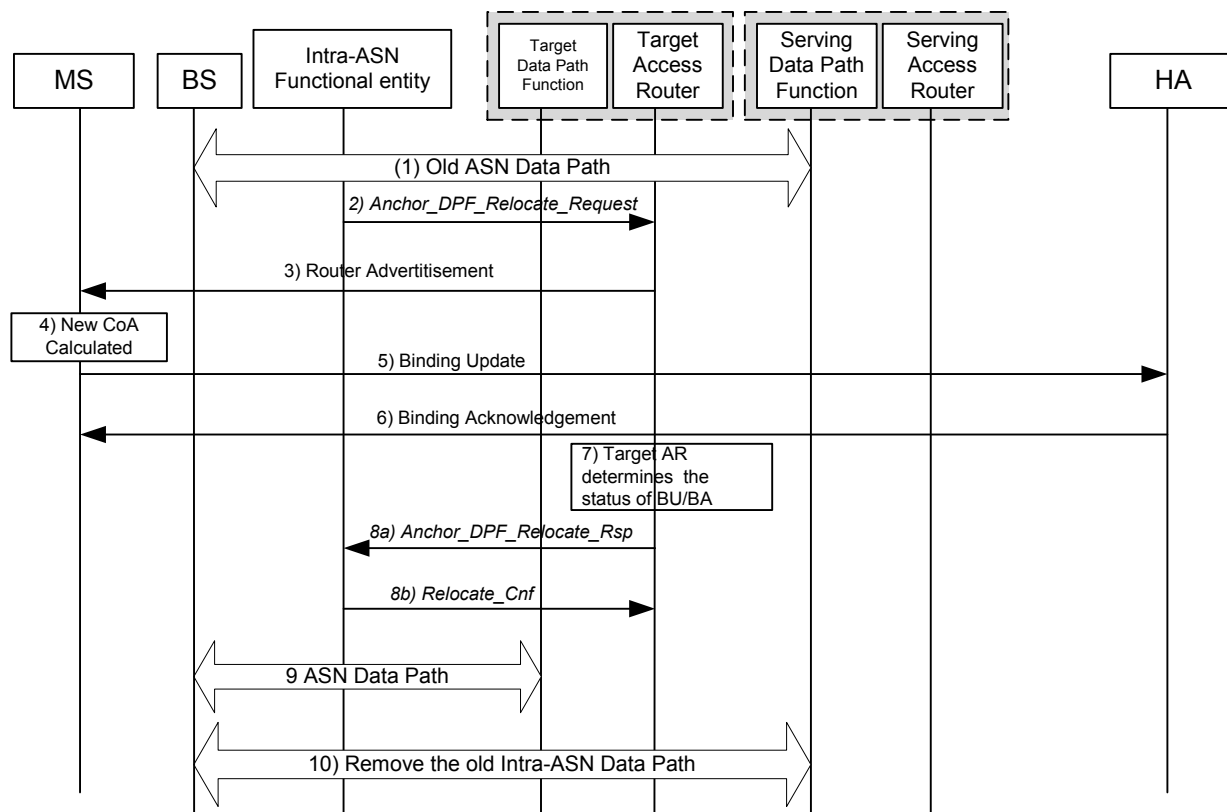 MS
BS
Intra-ASN
Functional entity
Target
Data Path
Function
Target
Access
Router
Serving
Data Path
Function
Serving
Access
Router
HA
(1) Old ASN Data Path
2) Anchor_DPF_Relocate_Request
3) Router Advertitisement
4) New CoA
Calculated
5) Binding Update
6) Binding Acknowledgement
7) Target AR
determines the
status of BU/BA
8a) Anchor_DPF_Relocate_Rsp
8b) Relocate_Cnf
9 ASN Data Path
10) Remove the old Intra-ASN Data Path